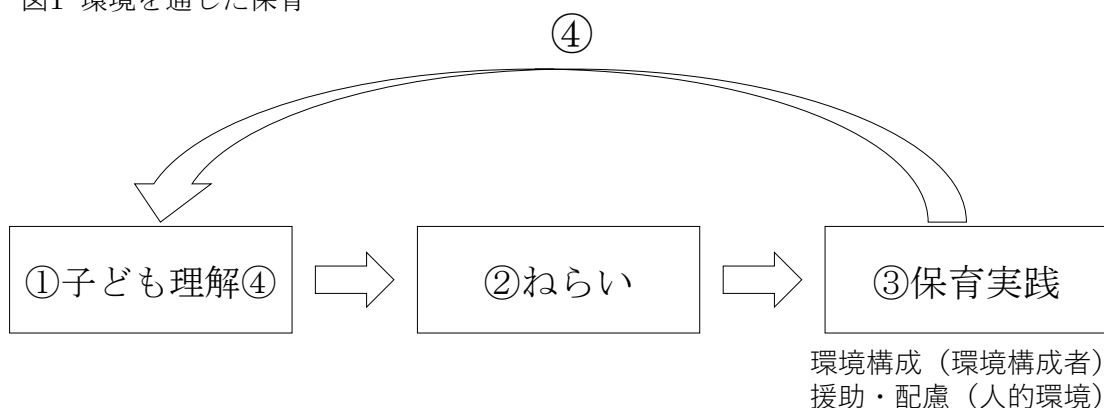 図1 環境を通した保育
④
①子ども理解④
②ねらい
③保育実践
環境構成（環境構成者）
援助・配慮（人的環境）